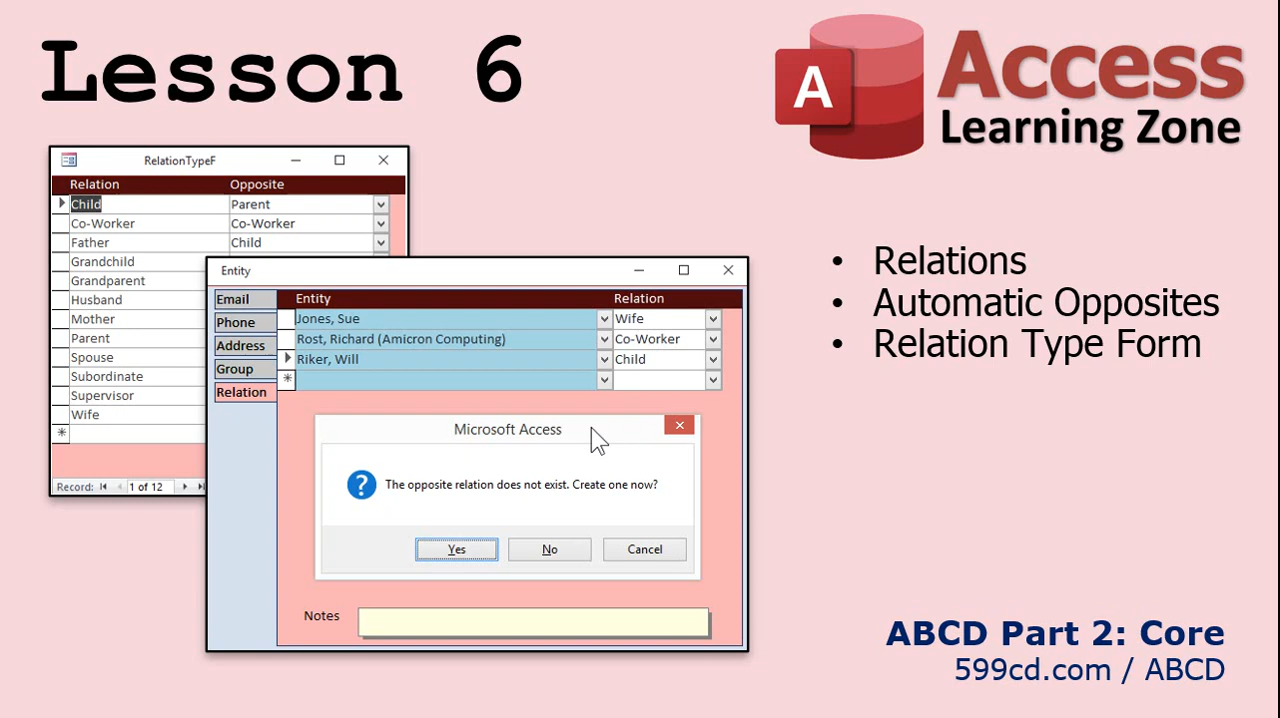 Lesson 6
A
Access
Learning Zone
RelationTypeF
Relation Opposite
Child Parent
Co-Worker Co-Worker
Father Child
Grandchild
Grandparent
Husband
Mother
Parent
Spouse
Subordinate
Supervisor
Wife
*
Record: 1 of 12
Entity
Email
Phone
Address
Group
Relation
Entity Relation
Jones, Sue Wife
Rost, Richard (Amicron Computing) Co-Worker
Riker, Will Child
*
Microsoft Access
? The opposite relation does not exist. Create one now?
Yes No Cancel
Notes
• Relations
• Automatic Opposites
• Relation Type Form
ABCD Part 2: Core
599cd.com / ABCD